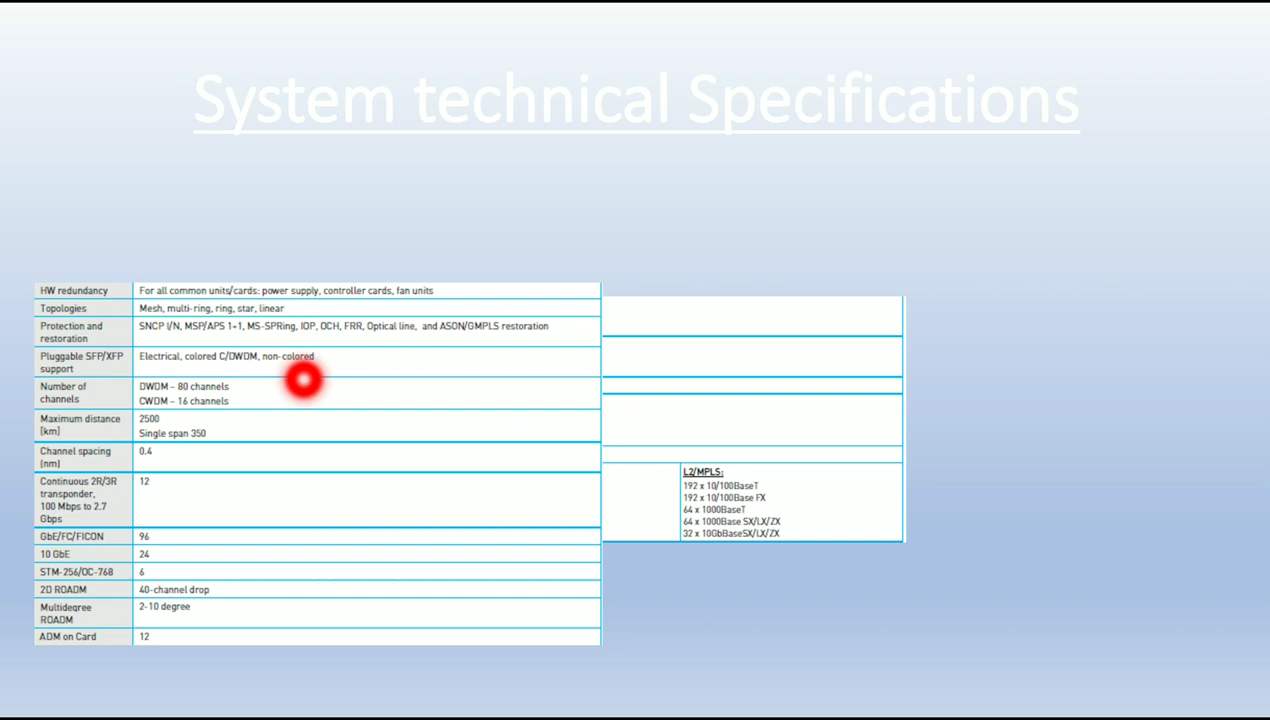 System technical Specifications
HW redundancy For all common units/cards: power supply, controller cards, fan units
Topologies Mesh, multi-ring, ring, star, linear
Protection and restoration SNCP I/N, MSP/APS 1+1, MS-SPRing, IOP, OCH, FRR, Optical line, and ASON/GMPLS restoration
Pluggable SFP/XFP support Electrical, colored C/DWDM, non-colored
Number of channels DWDM – 80 channels
CWDM – 16 channels
Maximum distance [km] 2500
Single span 350
Channel spacing (nm) 0.4
Continuous 2R/3R transponder, 100 Mbps to 2.7 Gbps 12
GbE/FC/FICON 96
10 GbE 24
STM-256/OC-768 6
2D ROADM 40-channel drop
Multidegree ROADM 2-10 degree
ADM on Card 12
L2/MPLS:
192 x 10/100BaseT
192 x 10/100Base FX
64 x 1000BaseT
64 x 1000Base SX/LX/ZX
32 x 10GbBaseSX/LX/ZX